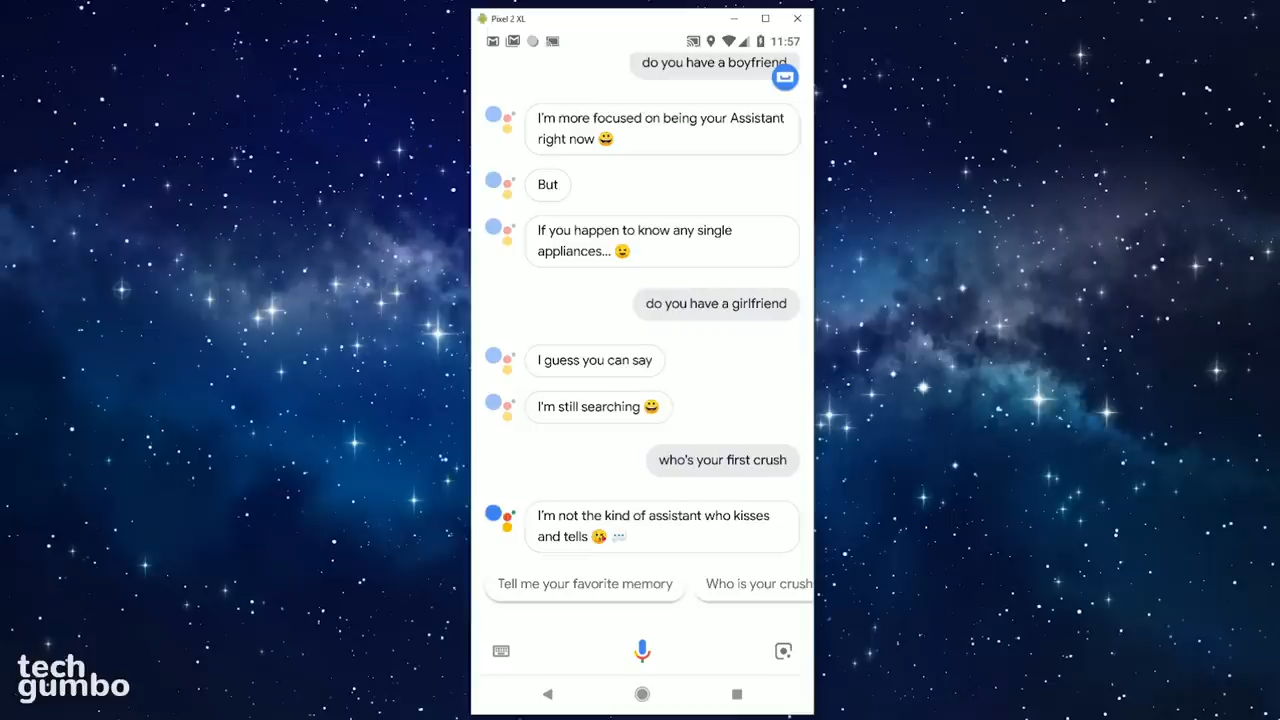 Pixel 2 XL
11:57
do you have a boyfriend
I'm more focused on being your Assistant
right now 😀
But
If you happen to know any single
appliances... 😉
do you have a girlfriend
I guess you can say
I'm still searching 😀
who's your first crush
I'm not the kind of assistant who kisses
and tells 😘 💬
Tell me your favorite memory
Who is your crush
tech
gumbo